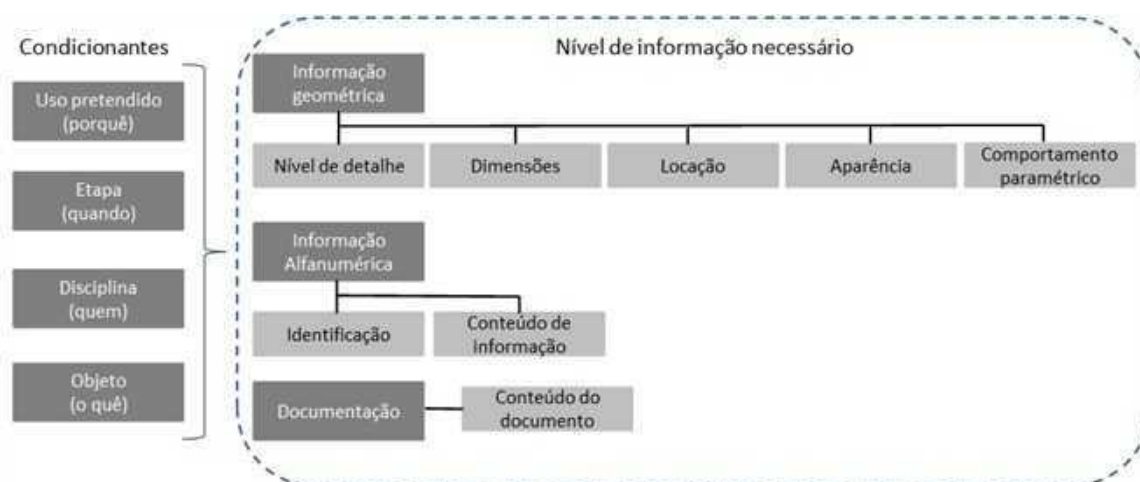 Condicionantes
Uso pretendido
(porquê)
Etapa
(quando)
Disciplina
(quem)
Objeto
(o quê)
Nível de informação necessário
Informação
geométrica
Nível de detalhe
Dimensões
Locação
Aparência
Comportamento
paramétrico
Informação
Alfanumérica
Identificação
Conteúdo de
informação
Documentação
Conteúdo do
documento